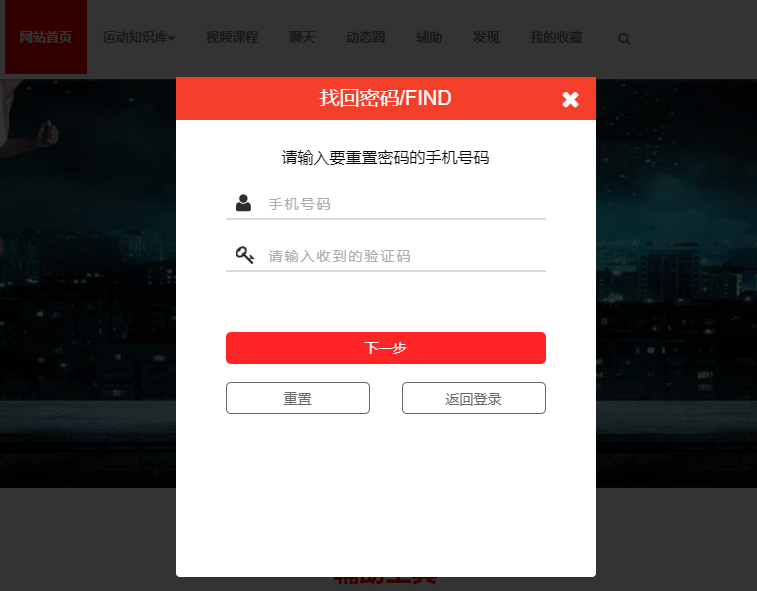 网站首页 运动知识库 视频课程 聊天 动态圈 辅助 发现 我的收藏
找回密码/FIND
请输入要重置密码的手机号码
手机号码
请输入收到的验证码
下一步
重置 返回登录